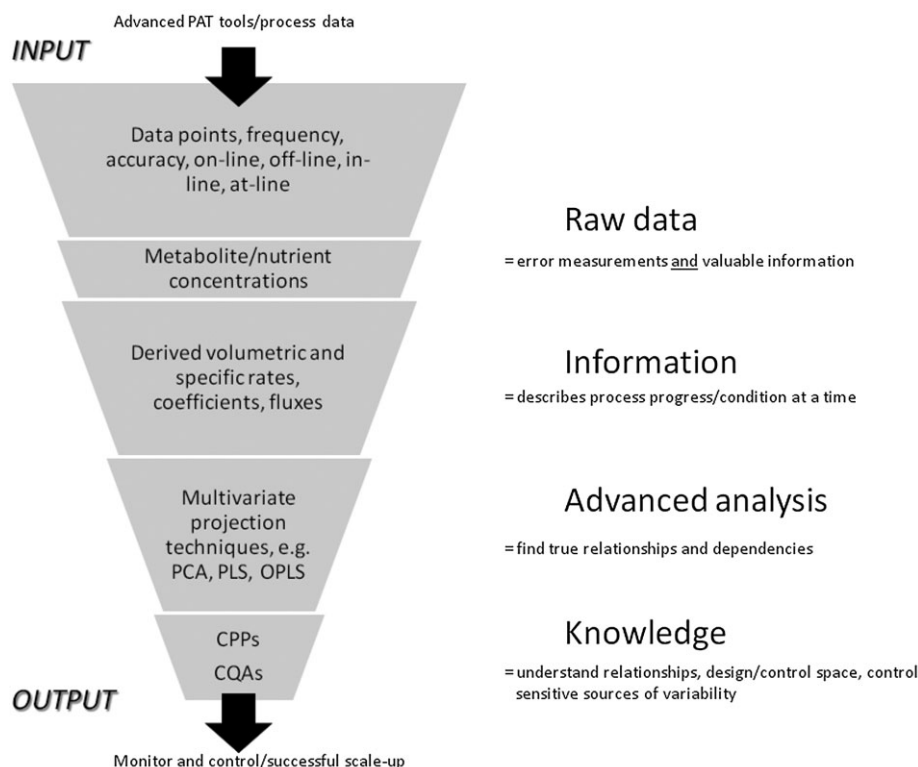 Advanced PAT tools/process data
INPUT
Data points, frequency,
accuracy, on-line, off-line, in-
line, at-line
Metabolite/nutrient
concentrations
Raw data
= error measurements and valuable information
Derived volumetric and
specific rates,
coefficients, fluxes
Information
= describes process progress/condition at a time
Multivariate
projection
techniques, e.g.
PCA, PLS, OPLS
Advanced analysis
= find true relationships and dependencies
CPPs
CQAs
Knowledge
= understand relationships, design/control space, control
sensitive sources of variability
OUTPUT
Monitor and control/successful scale-up